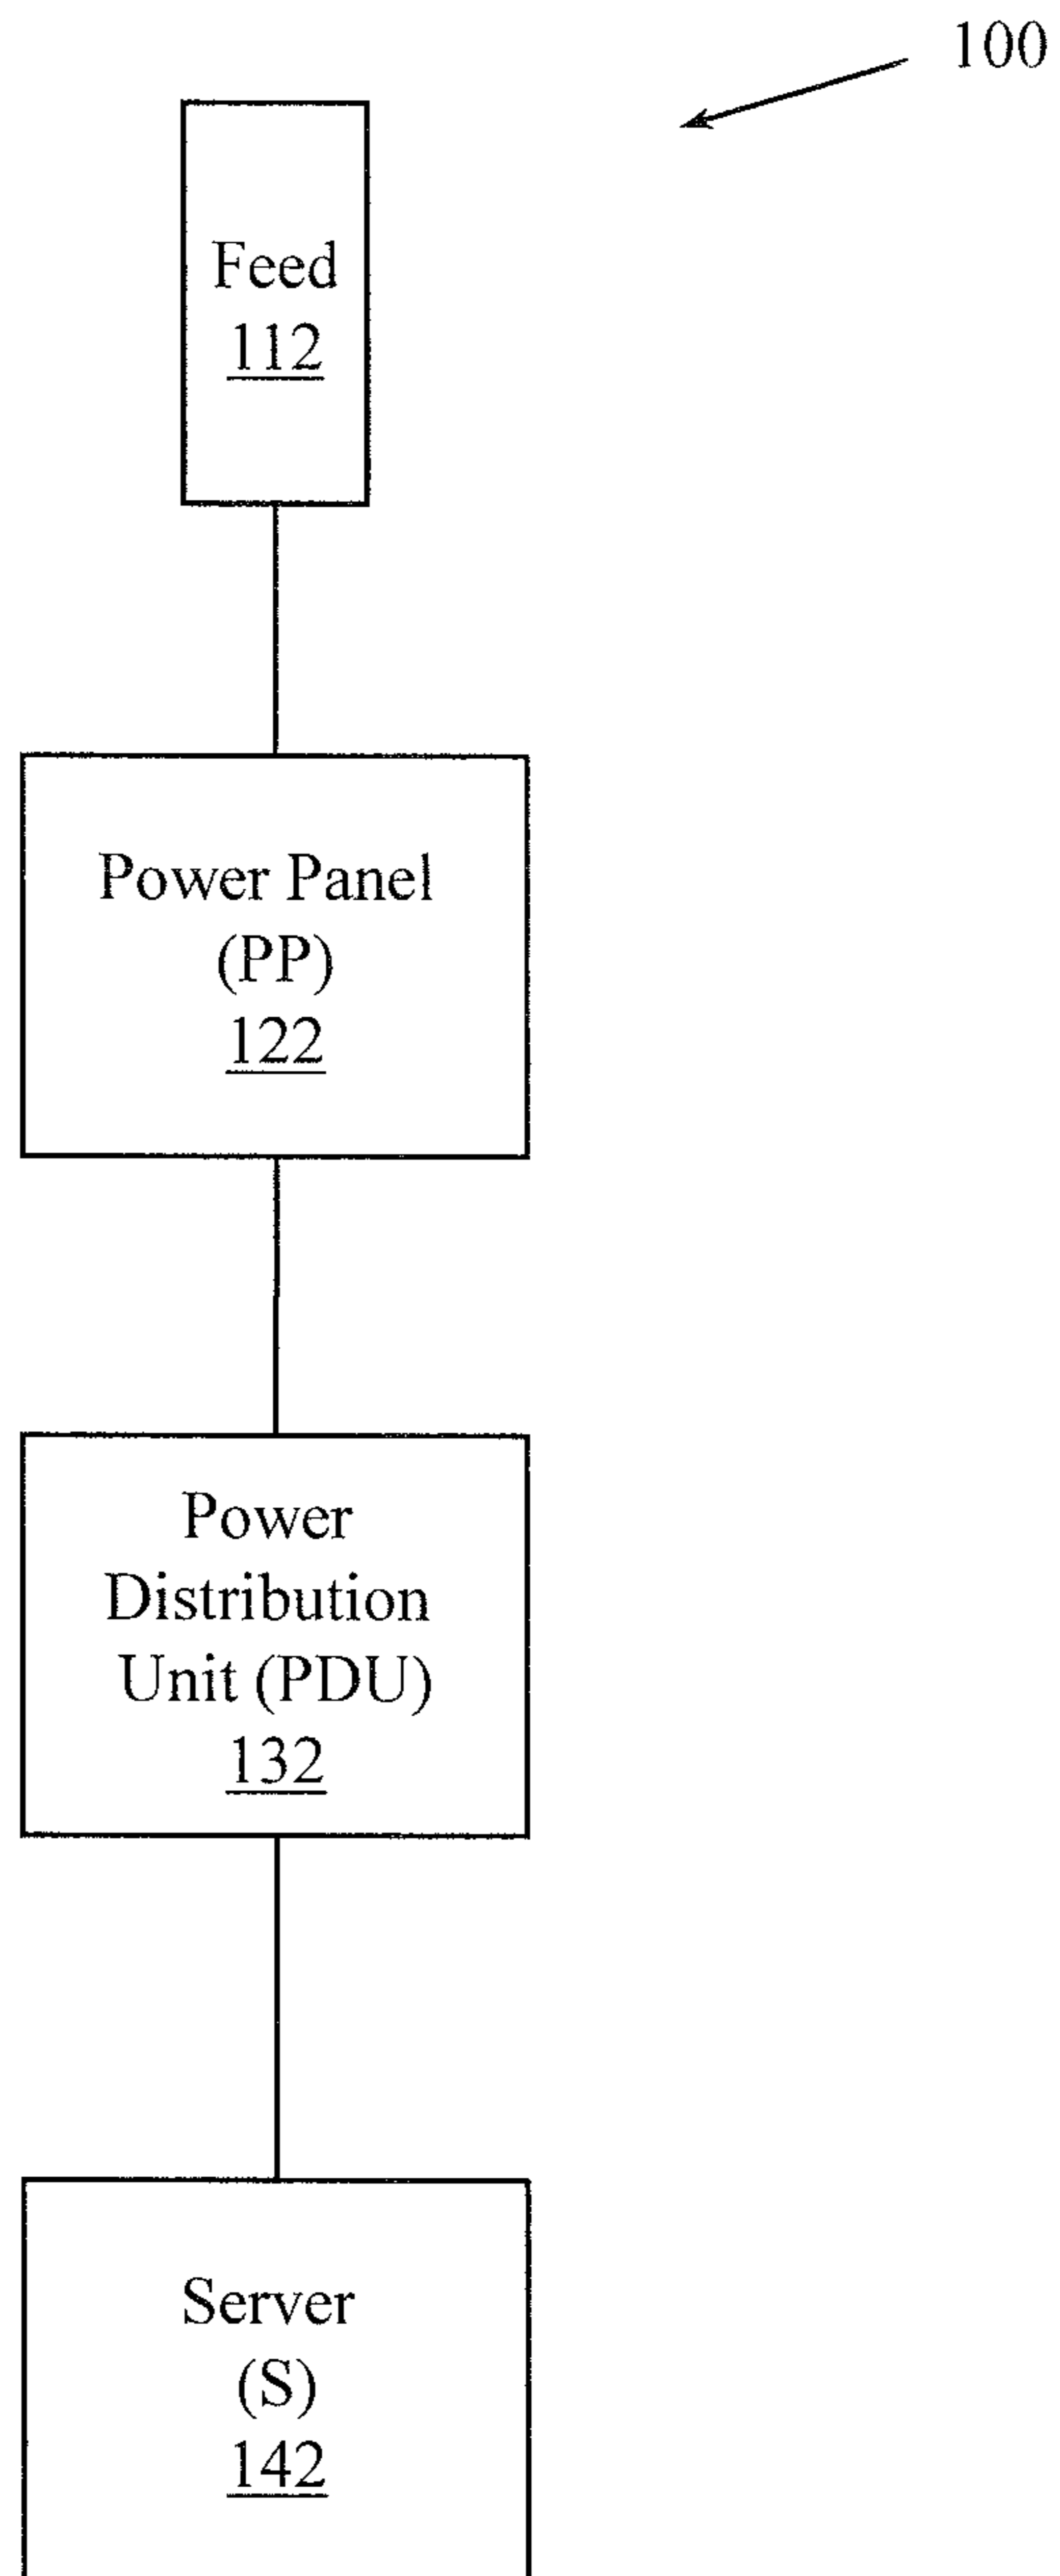 100
Feed
112
Power Panel
(PP)
122
Power
Distribution
Unit (PDU)
132
Server
(S)
142